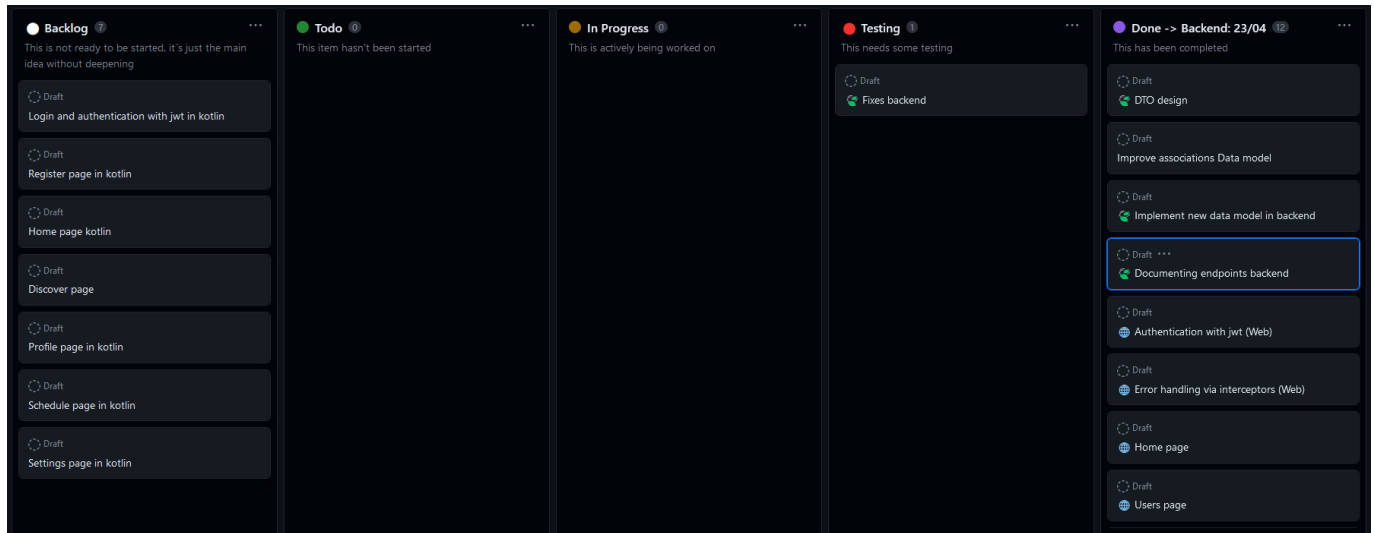 Backlog 7
This is not ready to be started, it´s just the main
idea without deepening
Draft
Login and authentication with jwt in kotlin
Draft
Register page in kotlin
Draft
Home page kotlin
Draft
Discover page
Draft
Profile page in kotlin
Draft
Schedule page in kotlin
Draft
Settings page in kotlin
Todo 0
This item hasn't been started
In Progress 0
This is actively being worked on
Testing 1
This needs some testing
Draft
Fixes backend
Done -> Backend: 23/04 12
This has been completed
Draft
DTO design
Draft
Improve associations Data model
Draft
Implement new data model in backend
Draft
Documenting endpoints backend
Draft
Authentication with jwt (Web)
Draft
Error handling via interceptors (Web)
Draft
Home page
Draft
Users page